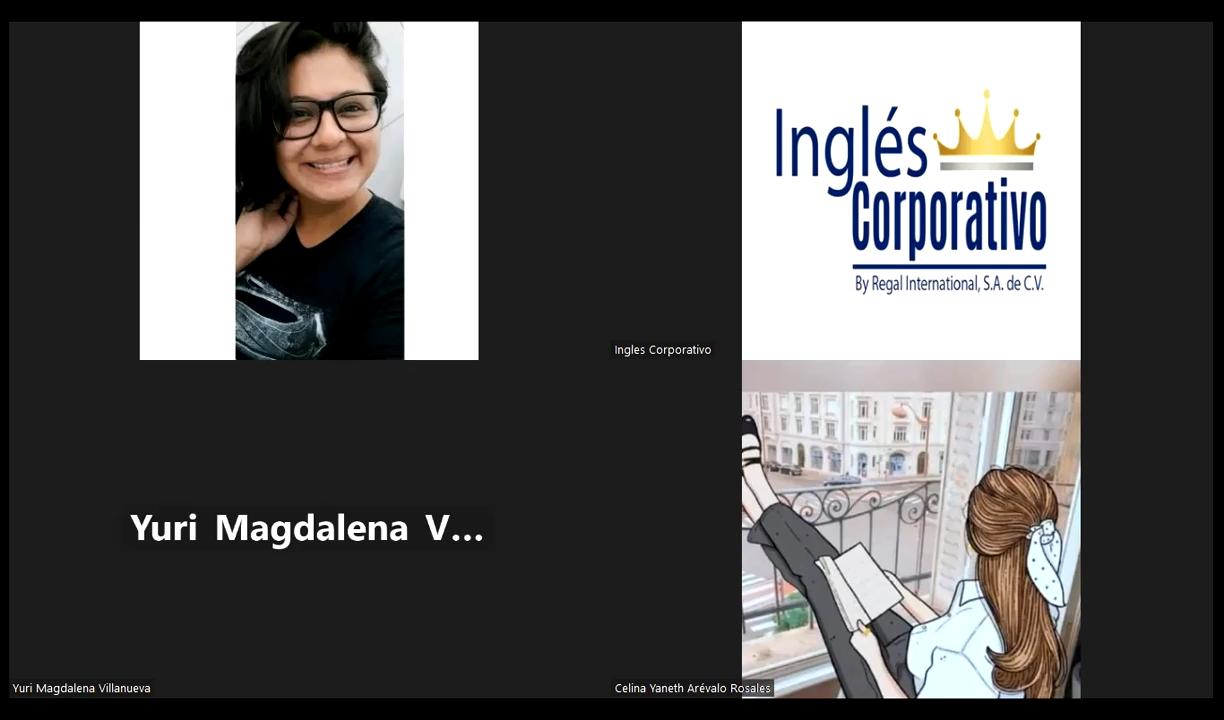 Inglés
Corporativo
By Regal International, S.A. de C.V.
Ingles Corporativo
Yuri Magdalena V...
Yuri Magdalena Villanueva
Celina Yaneth Arévalo Rosales